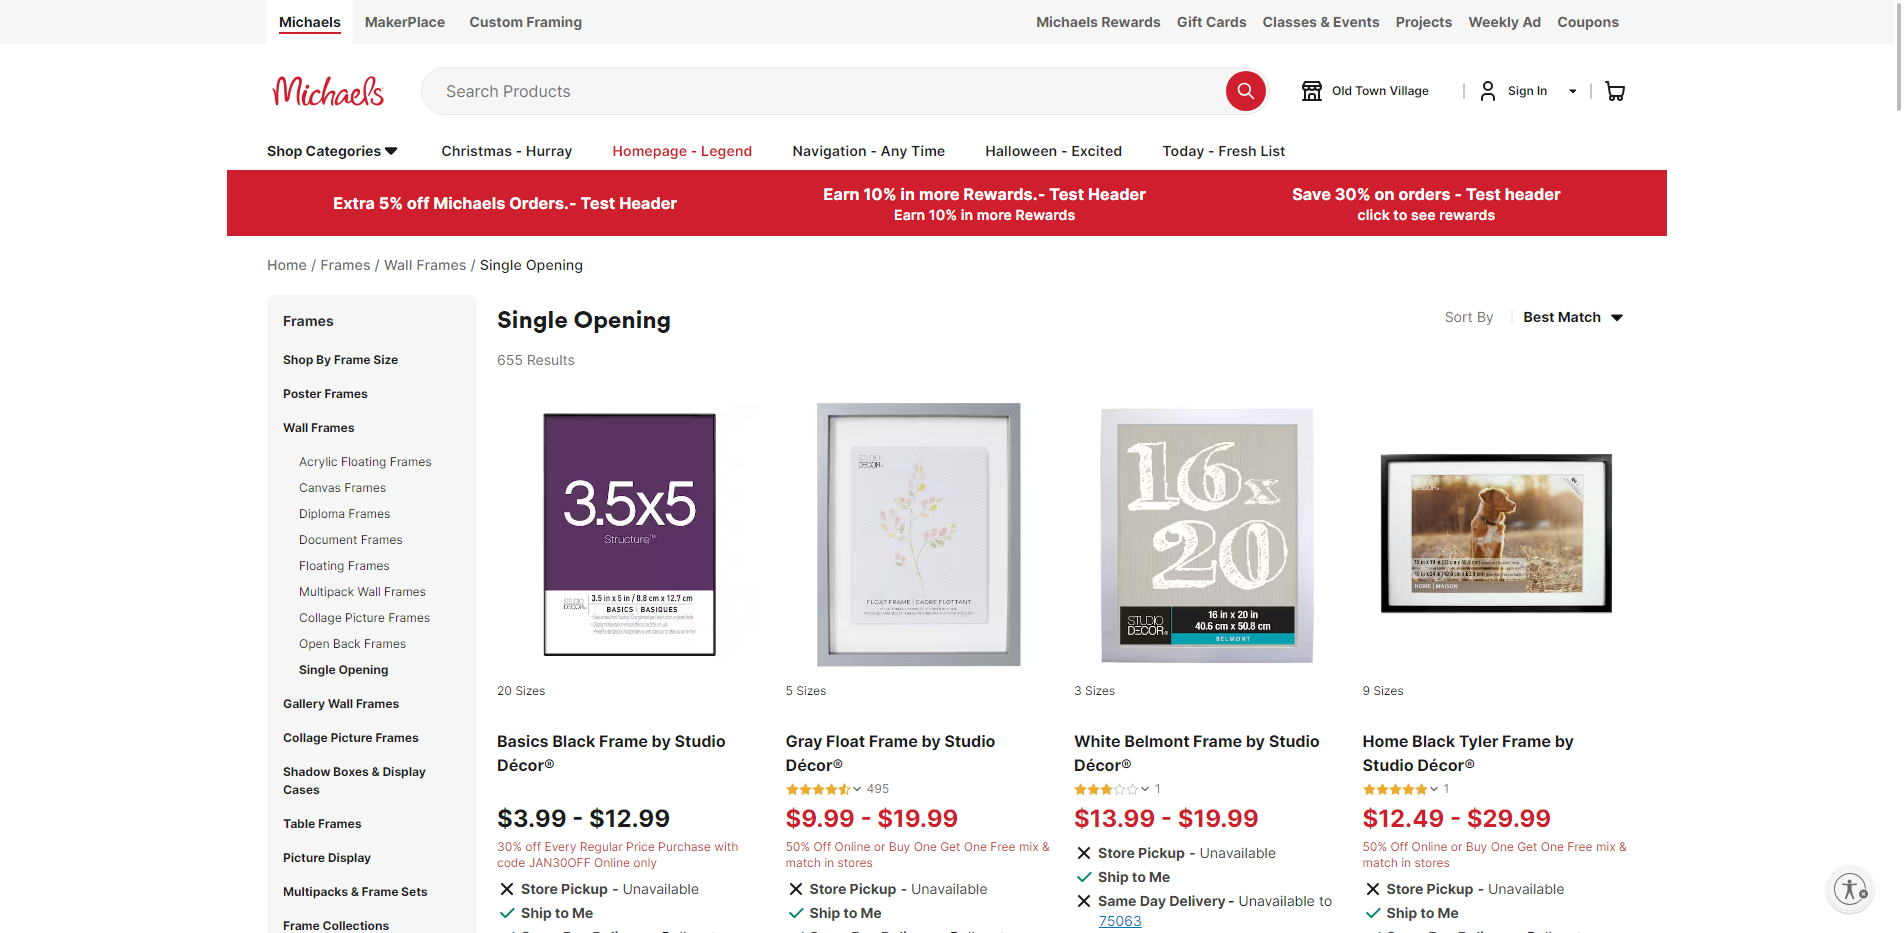 Michaels
MakerPlace
Custom Framing
Michaels Rewards
Gift Cards
Classes & Events
Projects
Weekly Ad
Coupons
Michaels
Search Products
Old Town Village
Sign In
Shop Categories
Christmas - Hurray
Homepage - Legend
Navigation - Any Time
Halloween - Excited
Today - Fresh List
Extra 5% off Michaels Orders.- Test Header
Earn 10% in more Rewards.- Test Header
Earn 10% in more Rewards
Save 30% on orders - Test header
click to see rewards
Home / Frames / Wall Frames / Single Opening
Frames
Shop By Frame Size
Poster Frames
Wall Frames
Acrylic Floating Frames
Canvas Frames
Diploma Frames
Document Frames
Floating Frames
Multipack Wall Frames
Collage Picture Frames
Open Back Frames
Single Opening
Gallery Wall Frames
Collage Picture Frames
Shadow Boxes & Display
Cases
Table Frames
Picture Display
Multipacks & Frame Sets
Frame Collections
Single Opening
655 Results
Sort By
Best Match
3.5x5
Structure™
STUDIO
DECOR
3.5 in x 5 in / 8.8 cm x 12.7 cm
BASICS | BASIQUES
20 Sizes
Basics Black Frame by Studio
Décor®
$3.99 - $12.99
30% off Every Regular Price Purchase with
code JAN30OFF Online only
Store Pickup - Unavailable
Ship to Me
STUDIO
DECOR
FLOAT FRAME | CADRE FLOTTANT
5 Sizes
Gray Float Frame by Studio
Décor®
495
$9.99 - $19.99
50% Off Online or Buy One Get One Free mix &
match in stores
Store Pickup - Unavailable
Ship to Me
16x
20
STUDIO
DECOR®
16 in x 20 in
40.6 cm x 50.8 cm
BELMONT
3 Sizes
White Belmont Frame by Studio
Décor®
1
$13.99 - $19.99
Store Pickup - Unavailable
Ship to Me
Same Day Delivery - Unavailable to
75063
HOME | MAISON
9 Sizes
Home Black Tyler Frame by
Studio Décor®
1
$12.49 - $29.99
50% Off Online or Buy One Get One Free mix &
match in stores
Store Pickup - Unavailable
Ship to Me